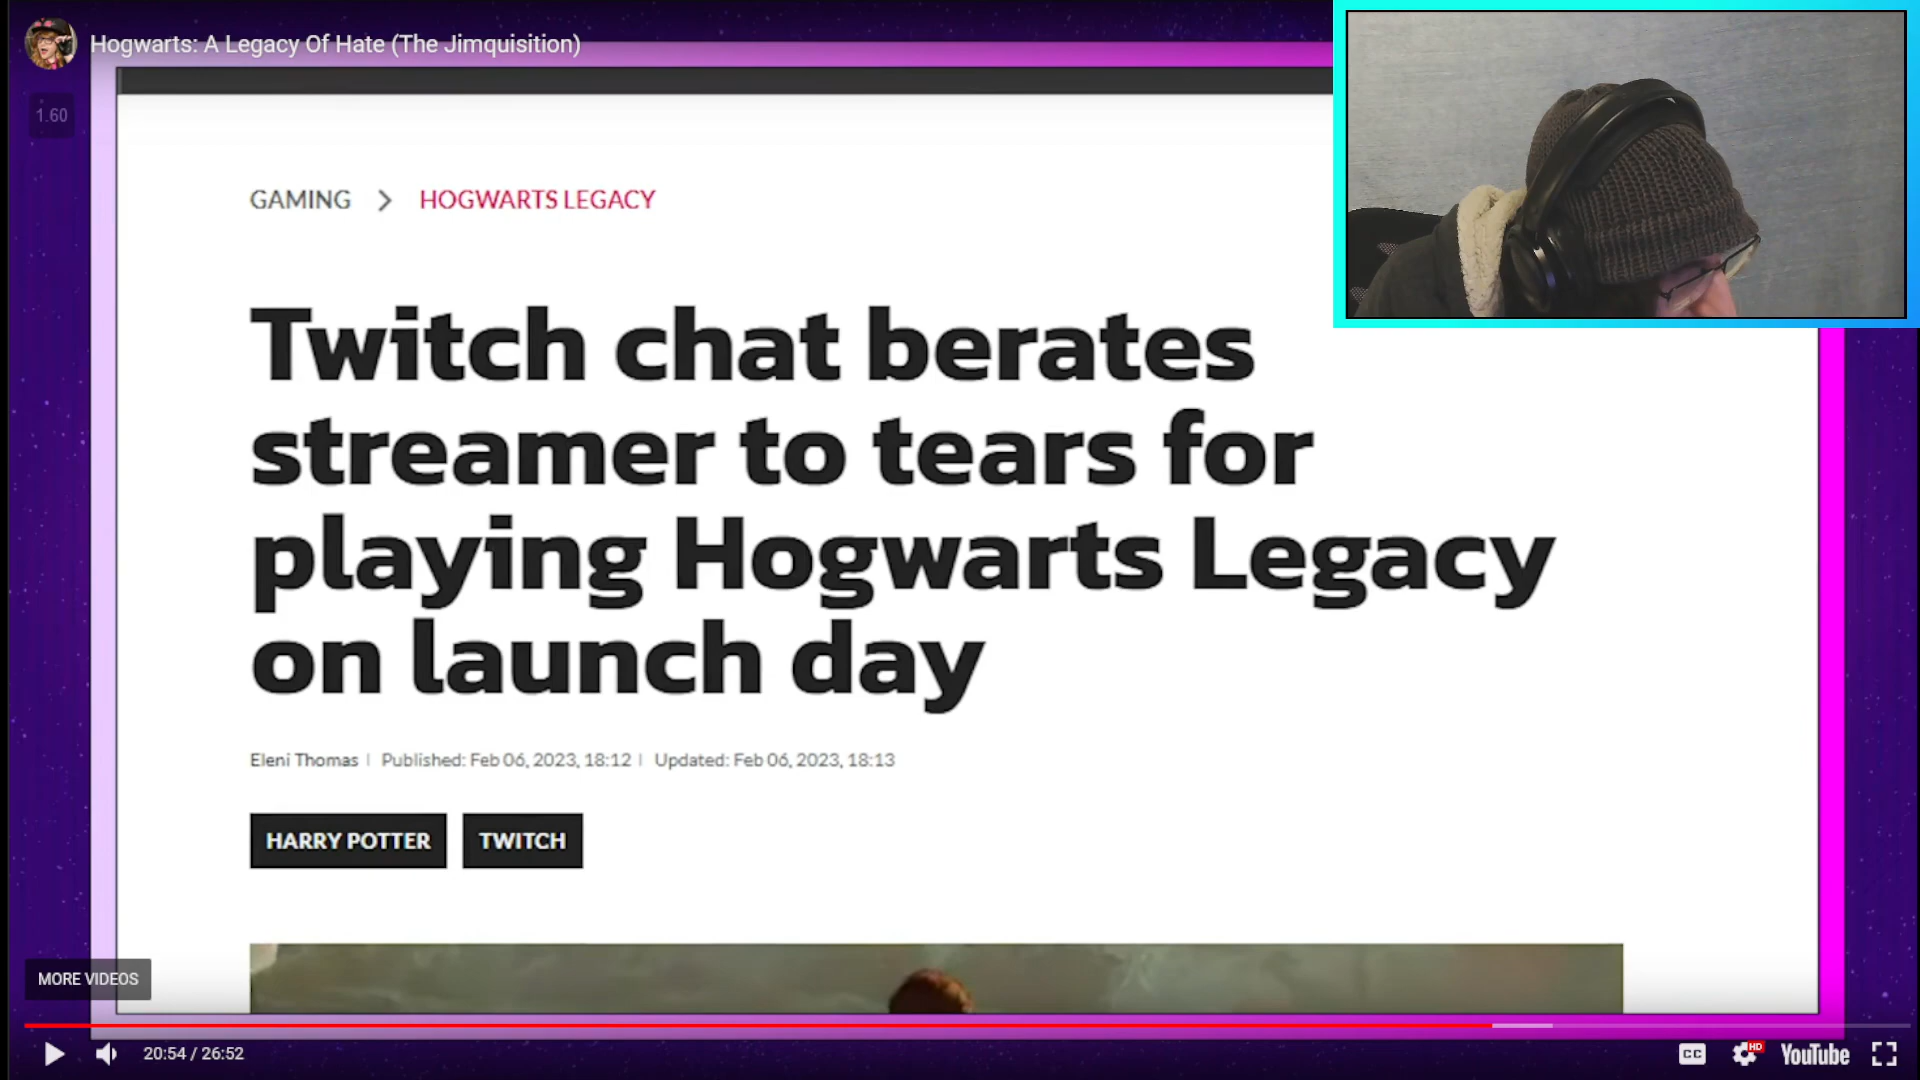 Hogwarts: A Legacy Of Hate (The Jimquisition)
1.60
GAMING > HOGWARTS LEGACY
Twitch chat berates
streamer to tears for
playing Hogwarts Legacy
on launch day
Eleni Thomas | Published: Feb 06, 2023, 18:12 | Updated: Feb 06, 2023, 18:13
HARRY POTTER TWITCH
MORE VIDEOS
20:54 / 26:52 CC HD YouTube